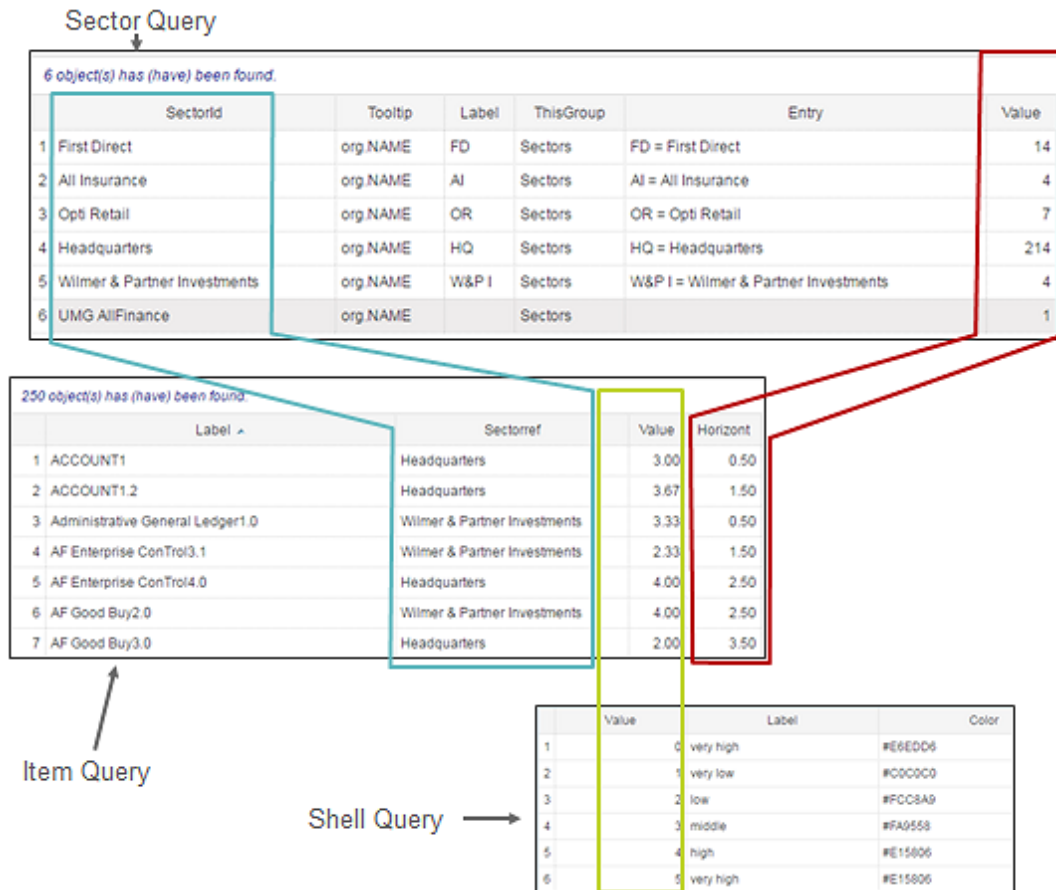 Sector Query
6 object(s) has (have) been found.
SectorId Tooltip Label ThisGroup Entry Value
1 First Direct org.NAME FD Sectors FD = First Direct 14
2 All Insurance org.NAME AI Sectors AI = All Insurance 4
3 Opti Retail org.NAME OR Sectors OR = Opti Retail 7
4 Headquarters org.NAME HQ Sectors HQ = Headquarters 214
5 Wilmer & Partner Investments org.NAME W&P I Sectors W&P I = Wilmer & Partner Investments 4
6 UMG AllFinance org.NAME Sectors 1
250 object(s) has (have) been found.
Label Sectorref Value Horizont
1 ACCOUNT1 Headquarters 3.00 0.50
2 ACCOUNT1.2 Headquarters 3.67 1.50
3 Administrative General Ledger1.0 Wilmer & Partner Investments 3.33 0.50
4 AF Enterprise ConTrol3.1 Wilmer & Partner Investments 2.33 1.50
5 AF Enterprise ConTrol4.0 Headquarters 4.00 2.50
6 AF Good Buy2.0 Wilmer & Partner Investments 4.00 2.50
7 AF Good Buy3.0 Headquarters 2.00 3.50
Item Query
Shell Query
Value Label Color
1 0 very high #E6EDD6
2 1 very low #C0C0C0
3 2 low #FCC8A9
4 3 middle #FA9558
5 4 high #E15806
6 5 very high #E15806